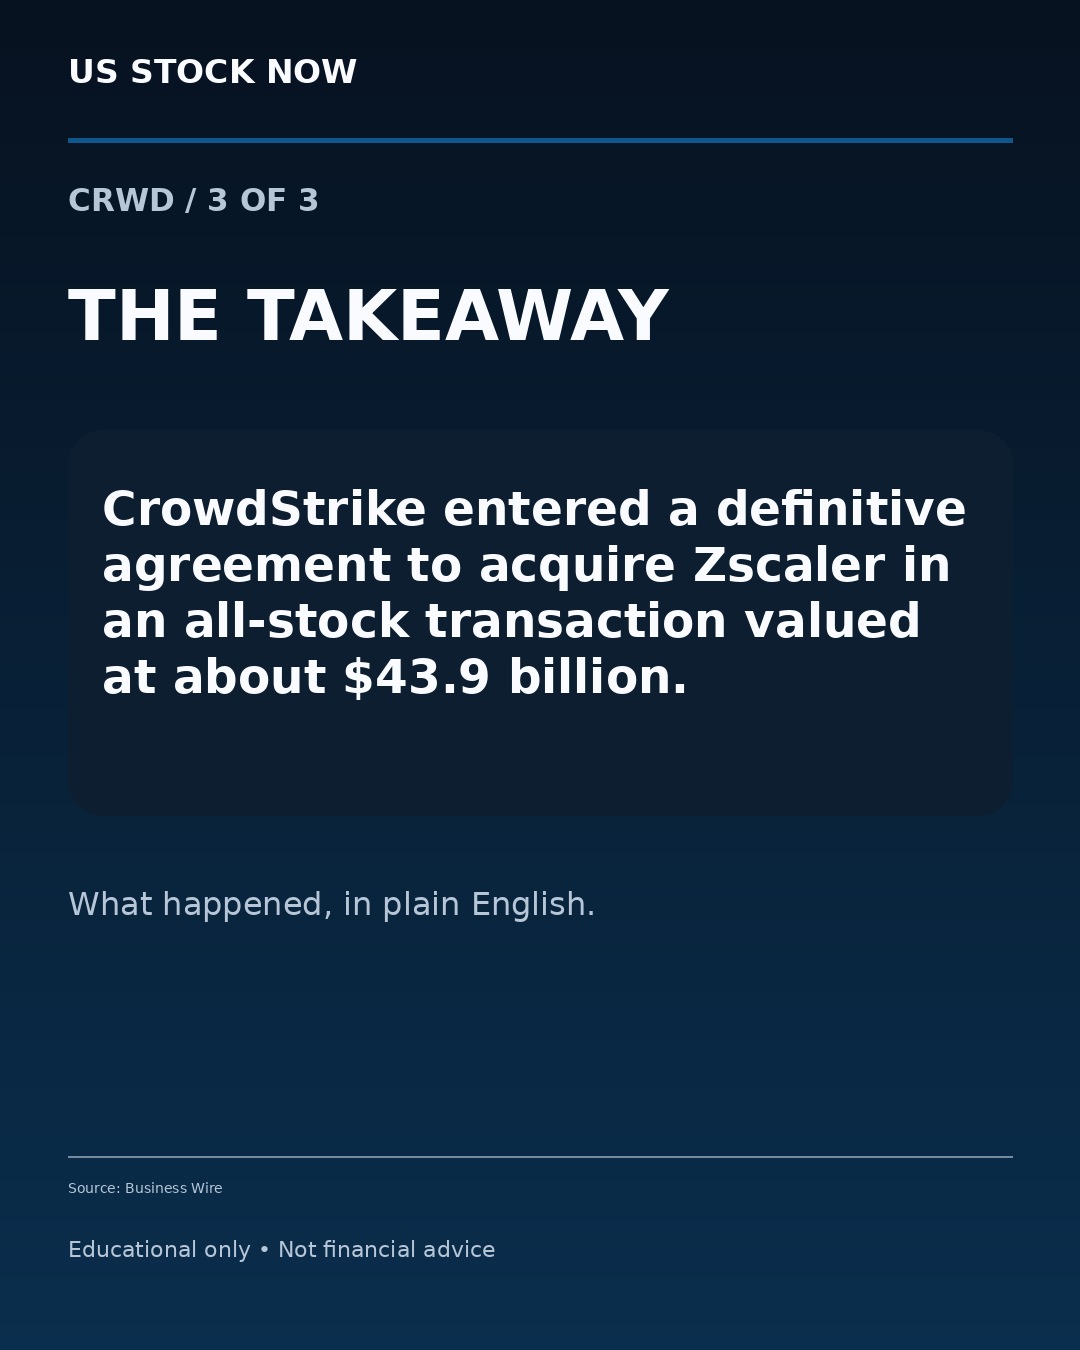 US STOCK NOW
CRWD / 3 OF 3
THE TAKEAWAY
CrowdStrike entered a definitive
agreement to acquire Zscaler in
an all-stock transaction valued
at about $43.9 billion.
What happened, in plain English.
Source: Business Wire
Educational only • Not financial advice